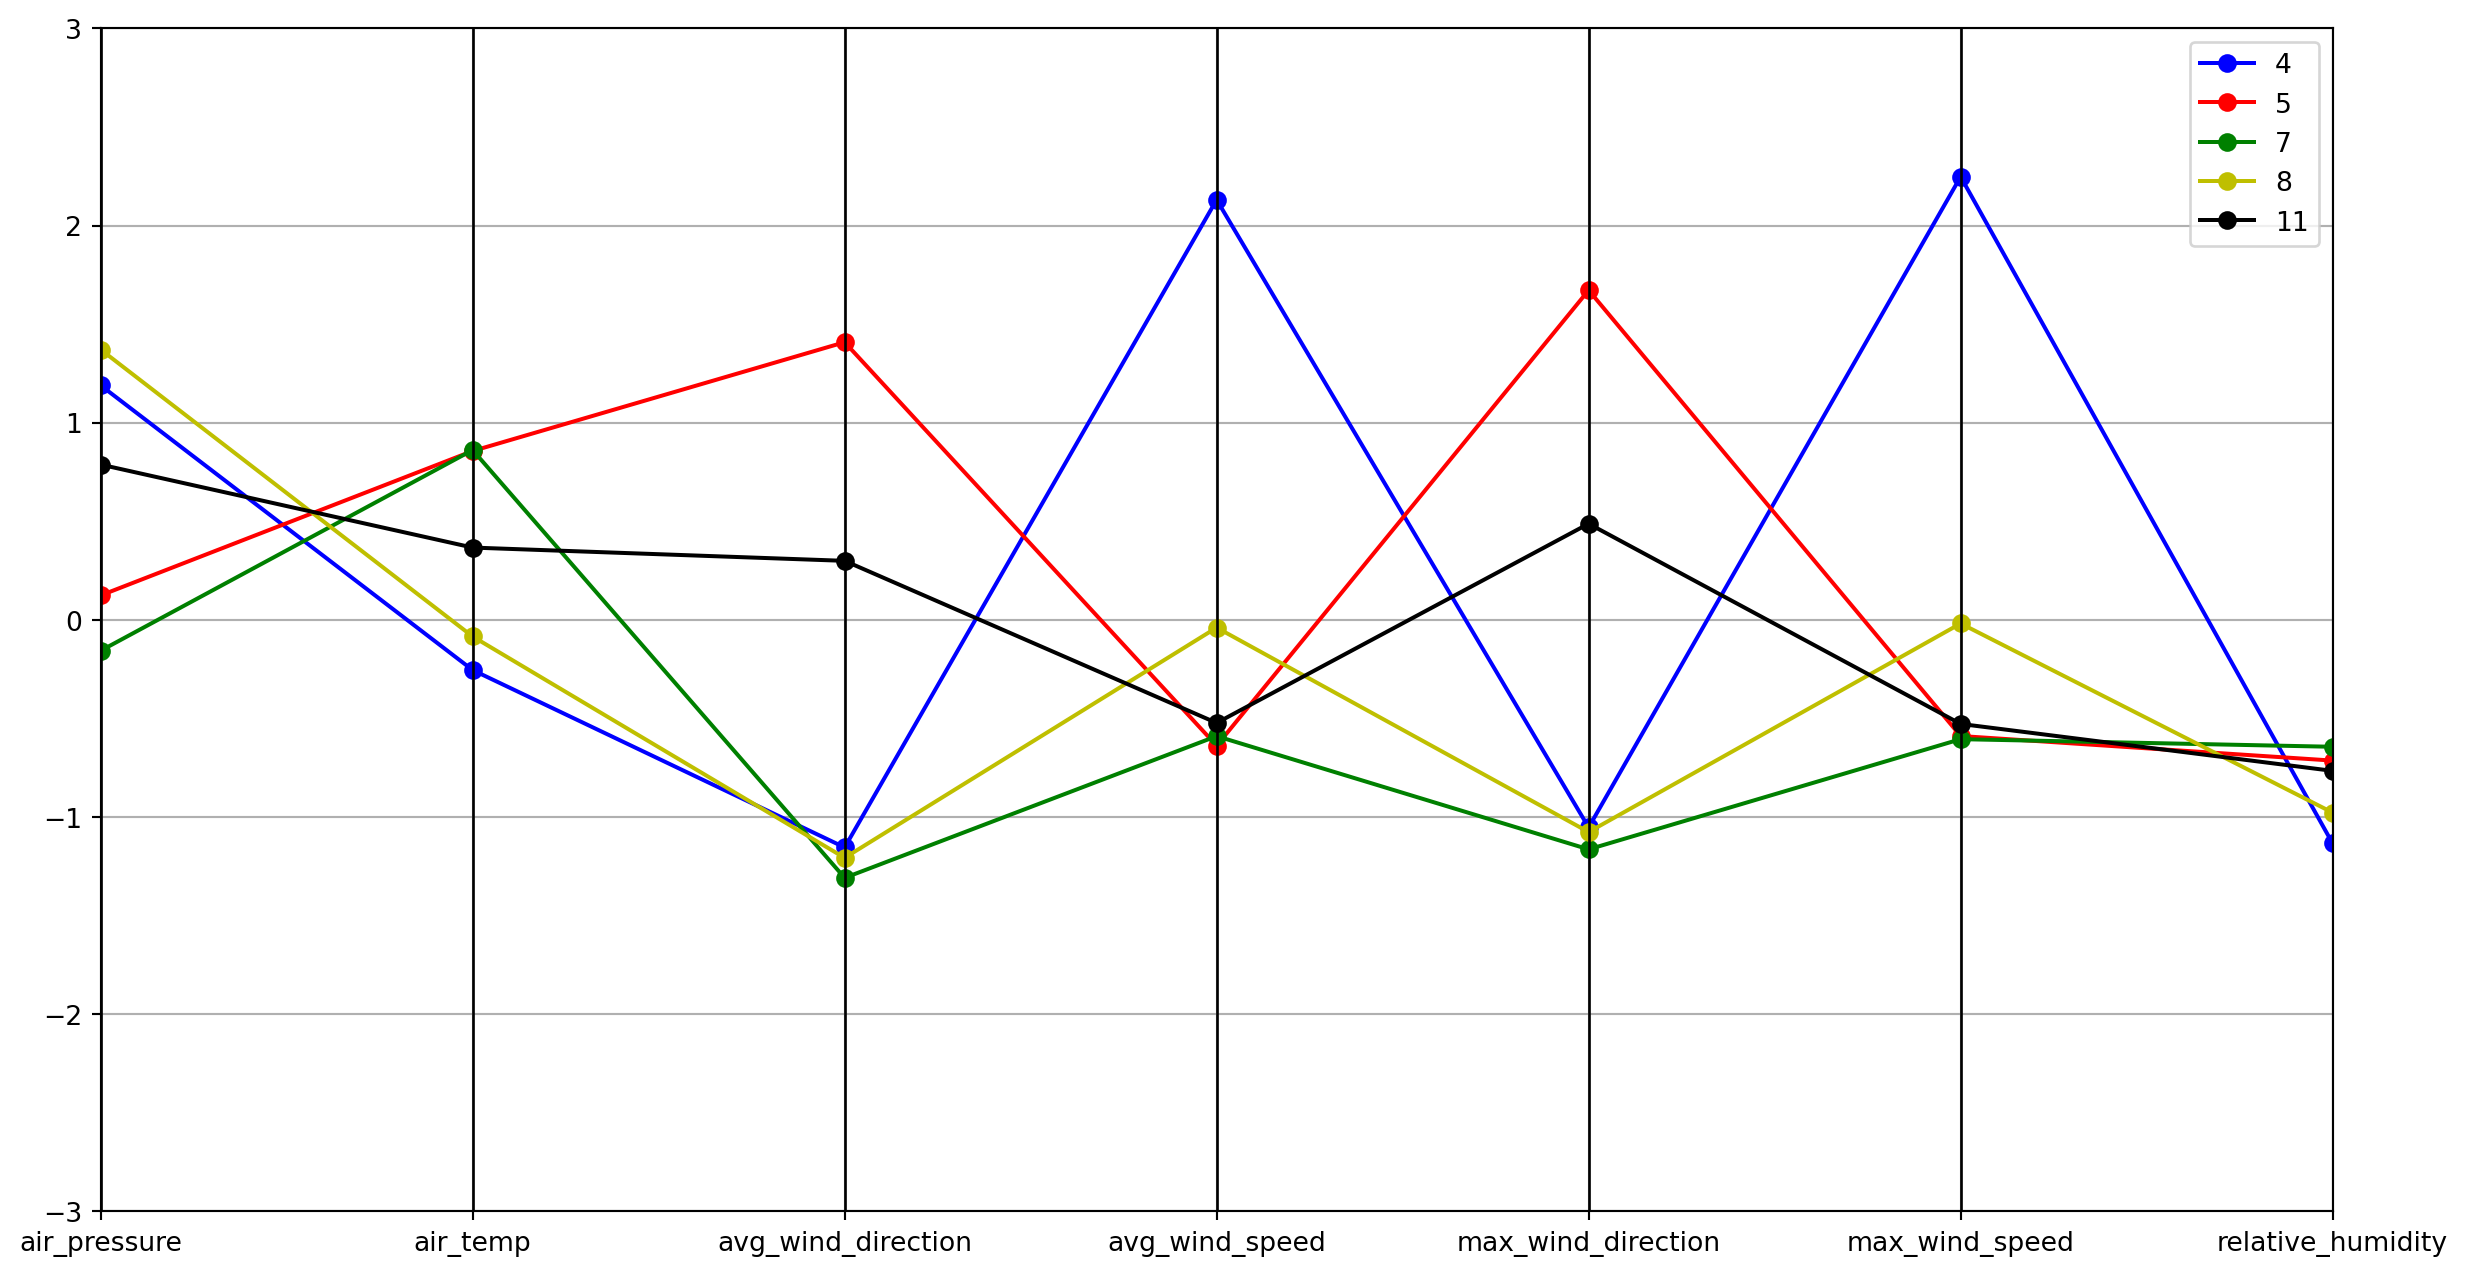 3
2
1
0
−1
−2
−3
4
5
7
8
11
air_pressure
air_temp
avg_wind_direction
avg_wind_speed
max_wind_direction
max_wind_speed
relative_humidity